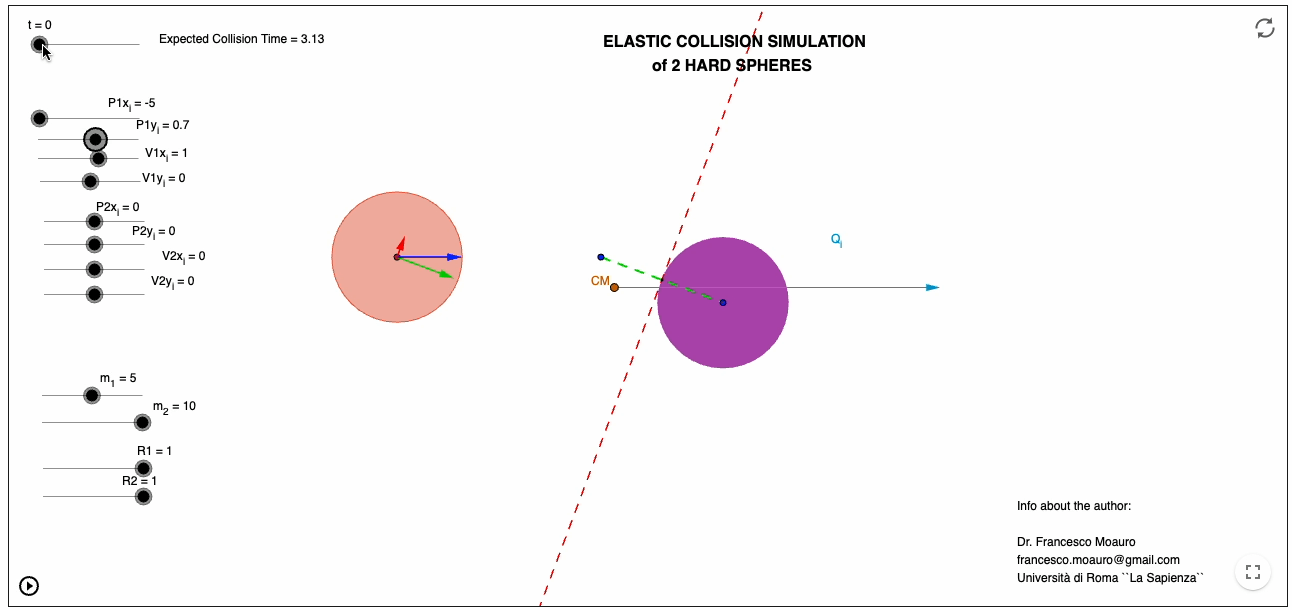 t = 0
Expected Collision Time = 3.13
ELASTIC COLLISION SIMULATION
of 2 HARD SPHERES
P1xᵢ = -5
P1yᵢ = 0.7
V1xᵢ = 1
V1yᵢ = 0
P2xᵢ = 0
P2yᵢ = 0
V2xᵢ = 0
V2yᵢ = 0
Qᵢ
CM
m₁ = 5
m₂ = 10
R1 = 1
R2 = 1
Info about the author:
Dr. Francesco Moauro
francesco.moauro@gmail.com
Università di Roma ``La Sapienza``